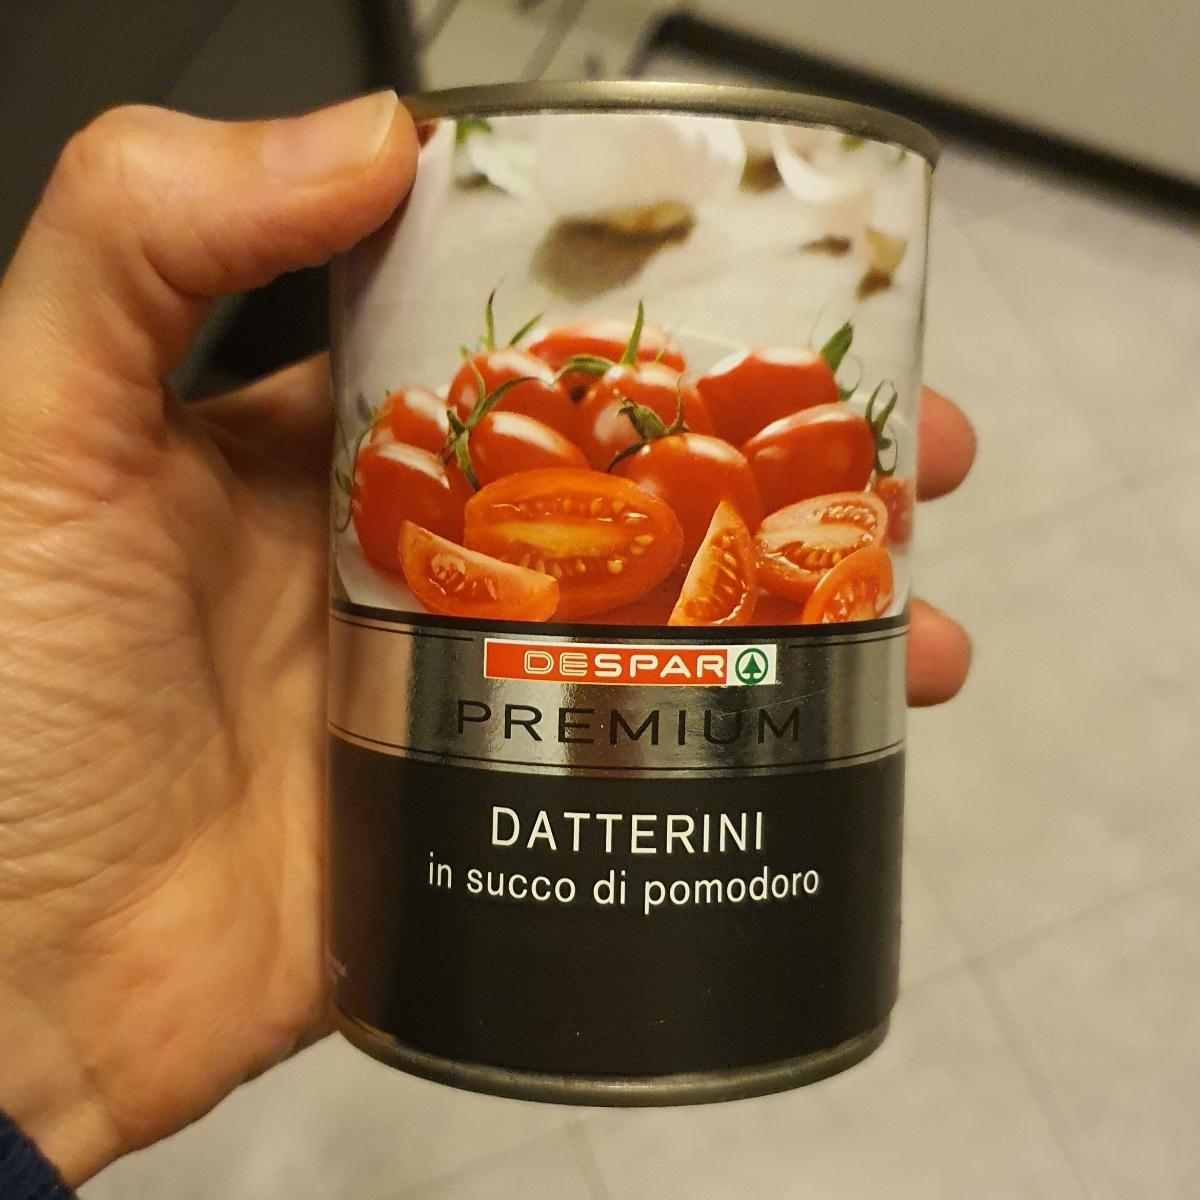 DESPAR
PREMIUM
DATTERINI
in succo di pomodoro